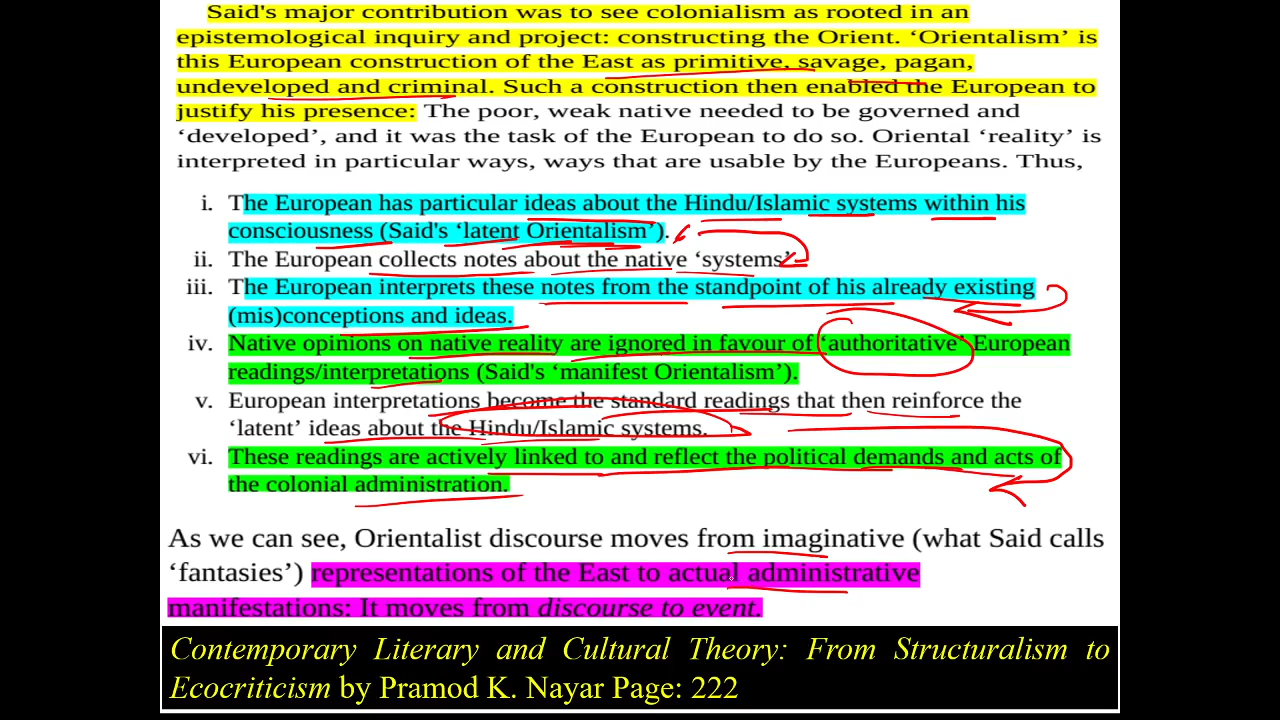 Said's major contribution was to see colonialism as rooted in an
epistemological inquiry and project: constructing the Orient. ‘Orientalism’ is
this European construction of the East as primitive, savage, pagan,
undeveloped and criminal. Such a construction then enabled the European to
justify his presence: The poor, weak native needed to be governed and
‘developed’, and it was the task of the European to do so. Oriental ‘reality’ is
interpreted in particular ways, ways that are usable by the Europeans. Thus,
i. The European has particular ideas about the Hindu/Islamic systems within his
consciousness (Said's ‘latent Orientalism’).
ii. The European collects notes about the native ‘systems’
iii. The European interprets these notes from the standpoint of his already existing
(mis)conceptions and ideas.
iv. Native opinions on native reality are ignored in favour of ‘authoritative’ European
readings/interpretations (Said's ‘manifest Orientalism’).
v. European interpretations become the standard readings that then reinforce the
‘latent’ ideas about the Hindu/Islamic systems.
vi. These readings are actively linked to and reflect the political demands and acts of
the colonial administration.
As we can see, Orientalist discourse moves from imaginative (what Said calls
‘fantasies’) representations of the East to actual administrative
manifestations: It moves from discourse to event.
Contemporary Literary and Cultural Theory: From Structuralism to
Ecocriticism by Pramod K. Nayar Page: 222